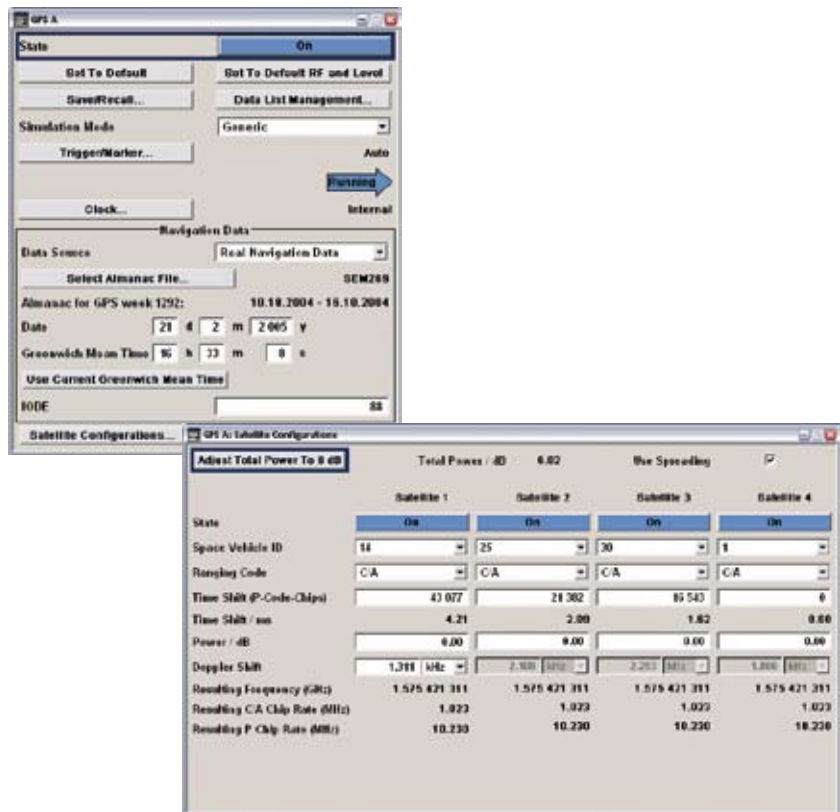 GPS A
State On
Set To Default Set To Default RF and Level
Save/Recall... Data List Management...
Simulation Mode Generic
Trigger/Marker... Auto
Running
Clock... Internal
Navigation Data
Data Source Real Navigation Data
Select Almanac File... SEM269
Almanac for GPS week 1292: 10.10.2004 - 16.10.2004
Date 21 d 2 m 2 005 y
Greenwich Mean Time 16 h 33 m 0 s
Use Current Greenwich Mean Time
IODE 88
Satellite Configurations...
GPS A: Satellite Configurations
Adjust Total Power To 0 dB Total Power / dB 6.02 Use Spreading
Satellite 1 Satellite 2 Satellite 3 Satellite 4
State On On On On
Space Vehicle ID 14 25 30 1
Ranging Code C/A C/A C/A C/A
Time Shift (P-Code-Chips) 43 077 21 382 16 543 0
Time Shift / ms 4.21 2.09 1.62 0.00
Power / dB 0.00 0.00 0.00 0.00
Doppler Shift 1.311 kHz kHz kHz kHz
Resulting Frequency (GHz) 1.575 421 311 1.575 421 311 1.575 421 311 1.575 421 311
Resulting C/A Chip Rate (MHz) 1.023 1.023 1.023 1.023
Resulting P Chip Rate (MHz) 10.230 10.230 10.230 10.230